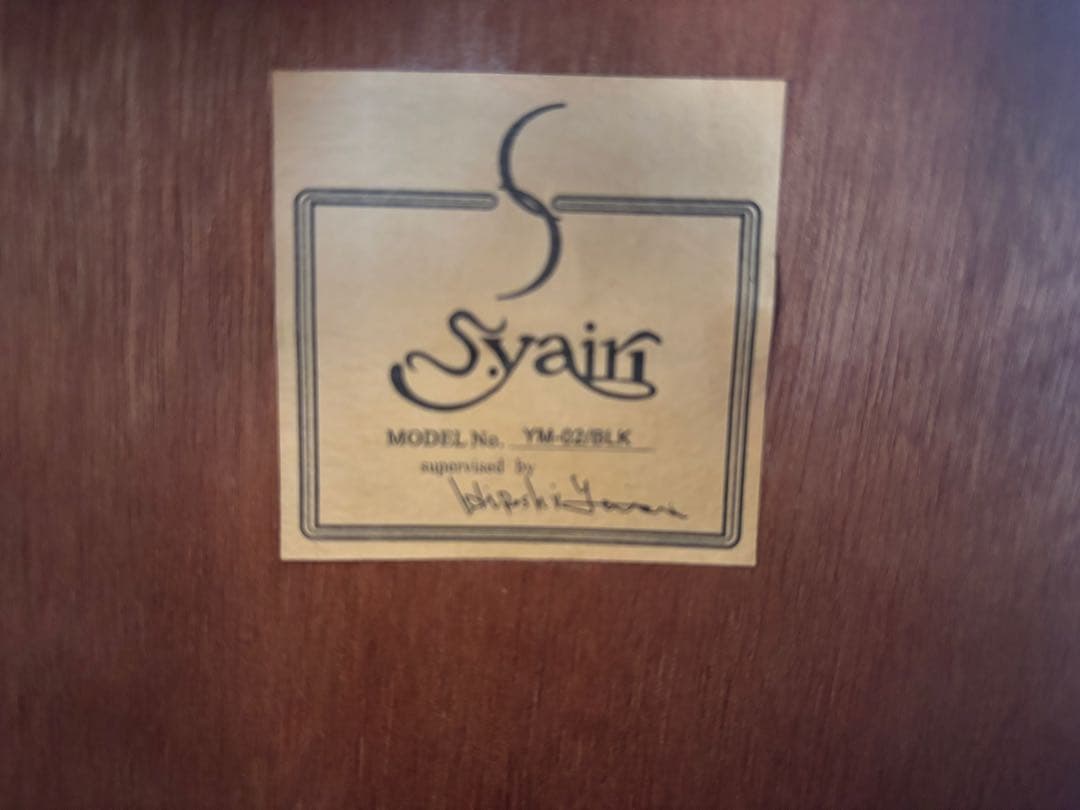 S
S.yairi
MODEL No. YM-02/BLK
supervised by